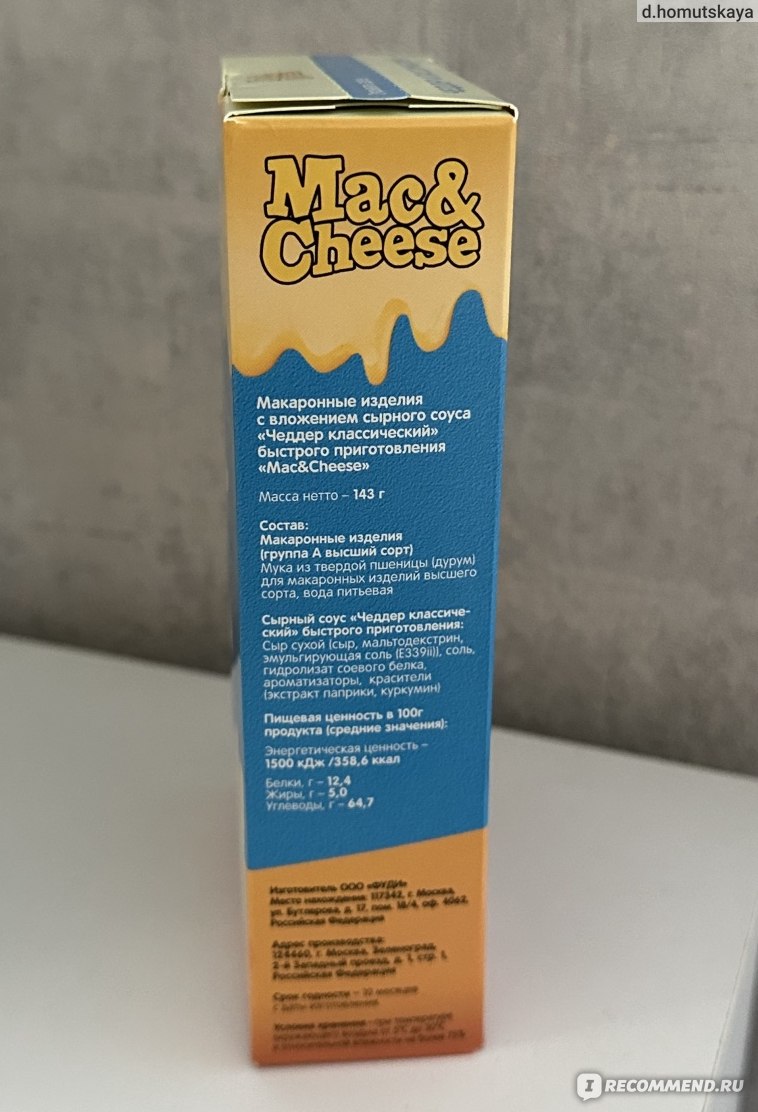 d.homutskaya
Mac&
Cheese
Макаронные изделия
с вложением сырного соуса
«Чеддер классический»
быстрого приготовления
«Mac&Cheese»
Масса нетто – 143 г
Состав:
Макаронные изделия
(группа А высший сорт)
Мука из твердой пшеницы (дурум)
для макаронных изделий высшего
сорта, вода питьевая
Сырный соус «Чеддер классиче-
ский» быстрого приготовления:
Сыр сухой (сыр, мальтодекстрин,
эмульгирующая соль (Е339ii)), соль,
гидролизат соевого белка,
ароматизаторы, красители
(экстракт паприки, куркумин)
Пищевая ценность в 100г
продукта (средние значения):
Энергетическая ценность –
1500 кДж /358,6 ккал
Белки, г – 12,4
Жиры, г – 5,0
Углеводы, г – 64,7
Изготовитель ООО «ФУДИ»
Место нахождения: 117342, г. Москва,
ул. Бутлерова, д. 17, пом. 18/4, оф. 4062,
Российская Федерация
Адрес производства:
124460, г. Москва, Зеленоград,
2-й Западный проезд, д. 1, стр. 1,
Российская Федерация
Срок годности – 10 месяцев
с даты изготовления
Условия хранения – при температуре
I RECOMMEND.RU